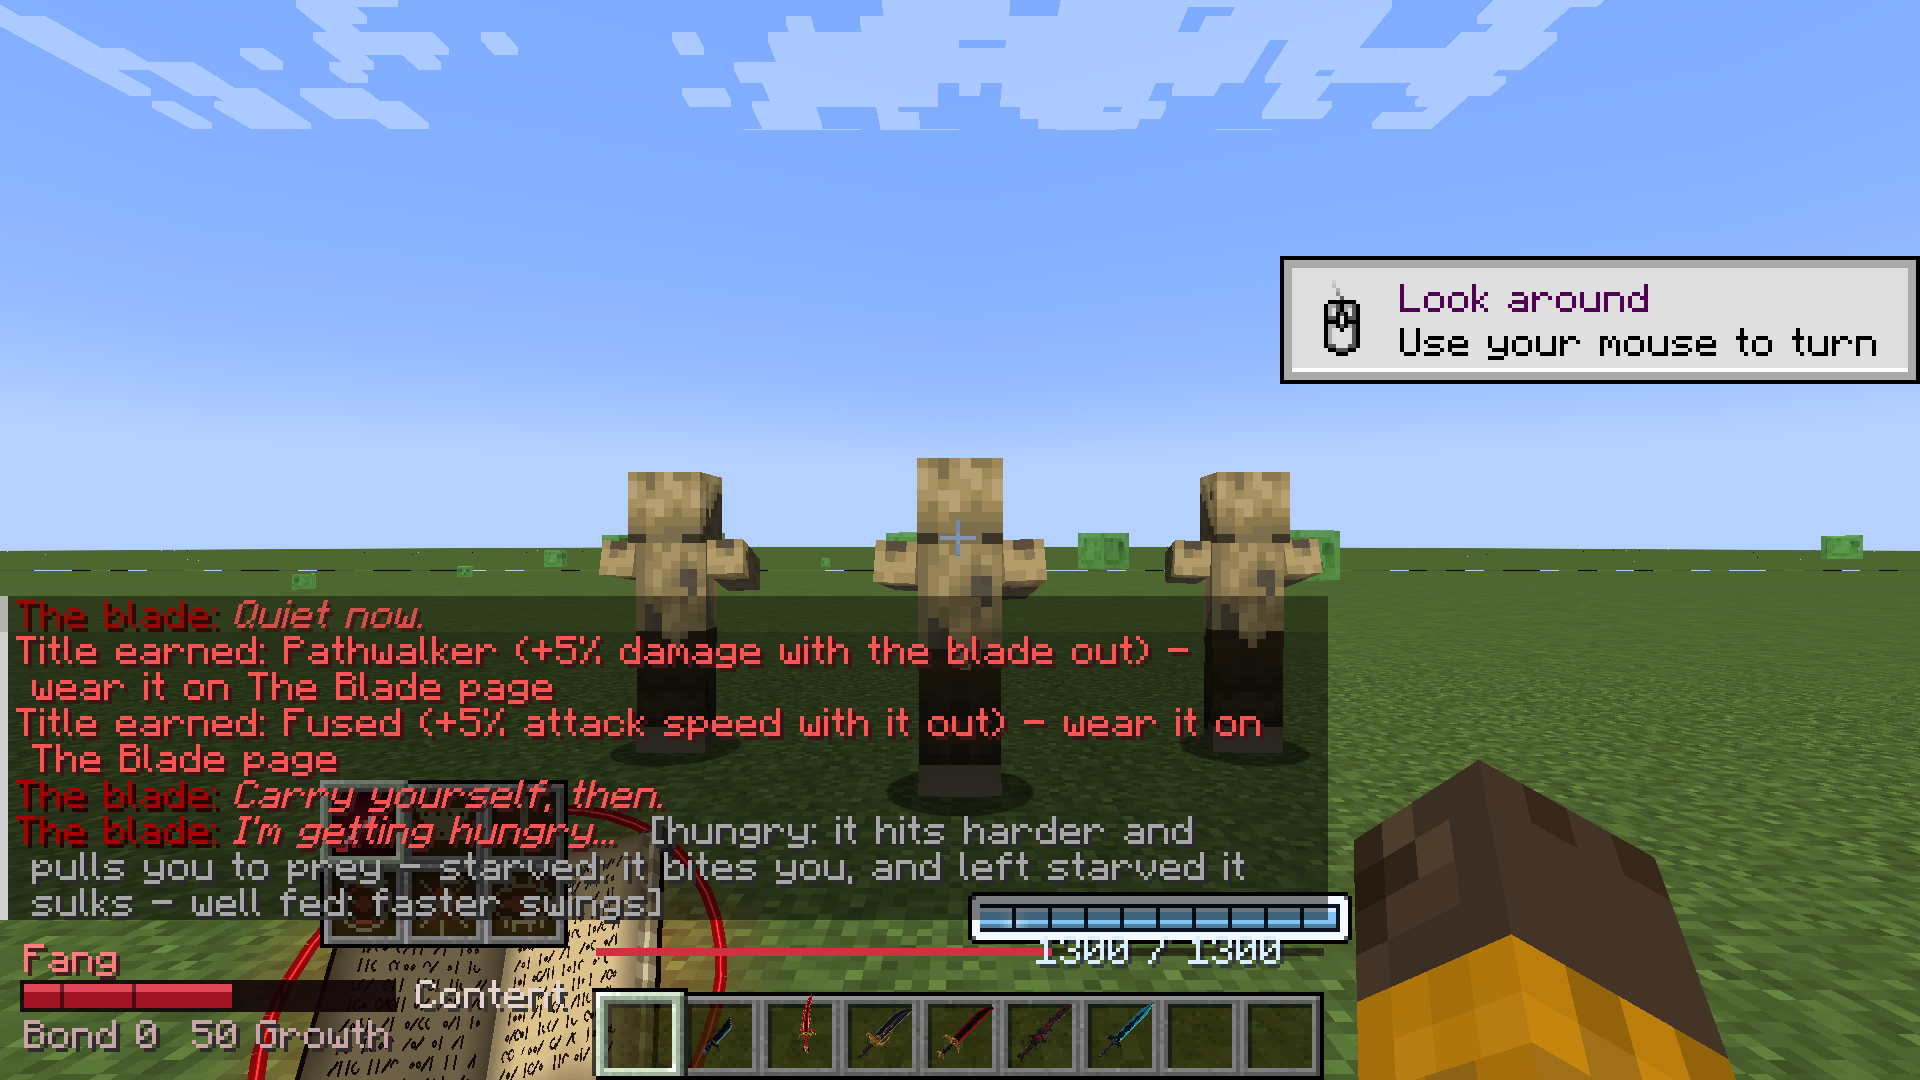 Look around
Use your mouse to turn
The blade: Quiet now.
Title earned: Pathwalker (+5% damage with the blade out) –
wear it on The Blade page
Title earned: Fused (+5% attack speed with it out) – wear it on
The Blade page
The blade: Carry yourself, then.
The blade: I'm getting hungry... [hungry: it hits harder and
pulls you to prey – starved: it bites you, and left starved it
sulks – well fed: faster swings]
1300 / 1300
Fang
Content
Bond 0 50 Growth